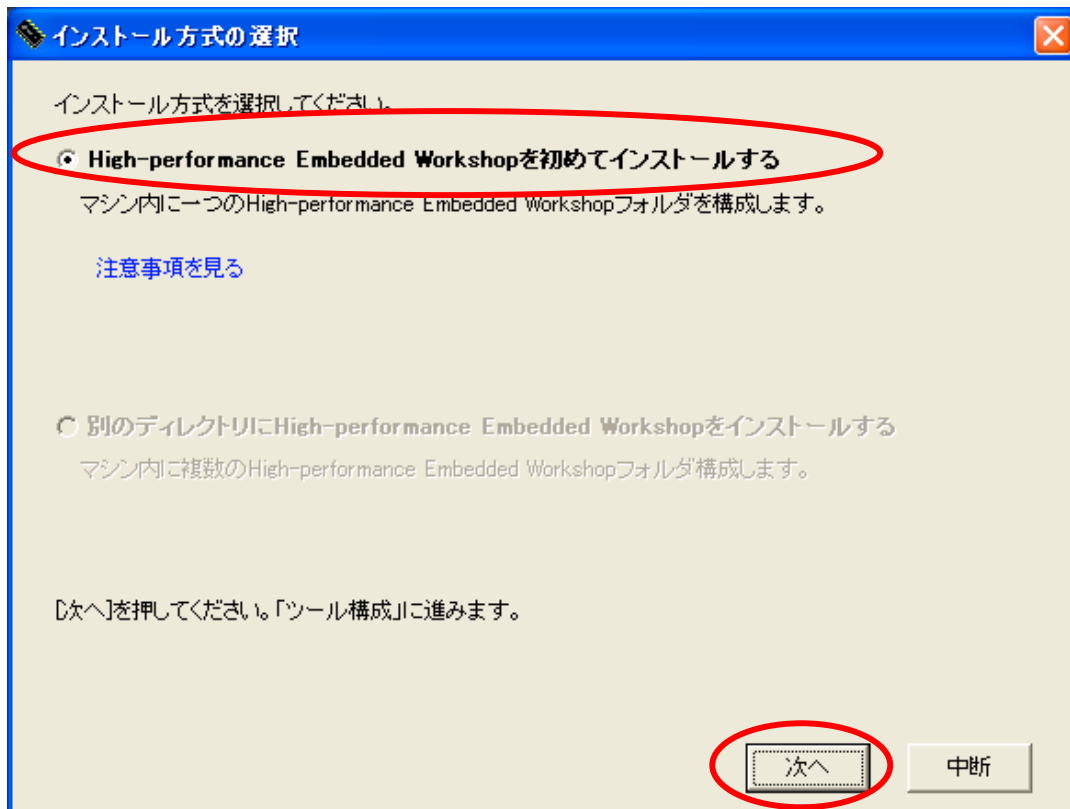 インストール方式の選択
インストール方式を選択してください。
High-performance Embedded Workshopを初めてインストールする
マシン内に一つのHigh-performance Embedded Workshopフォルダを構成します。
注意事項を見る
別のディレクトリにHigh-performance Embedded Workshopをインストールする
マシン内に複数のHigh-performance Embedded Workshopフォルダ構成します。
[次へ]を押してください。「ツール構成」に進みます。
次へ
中断